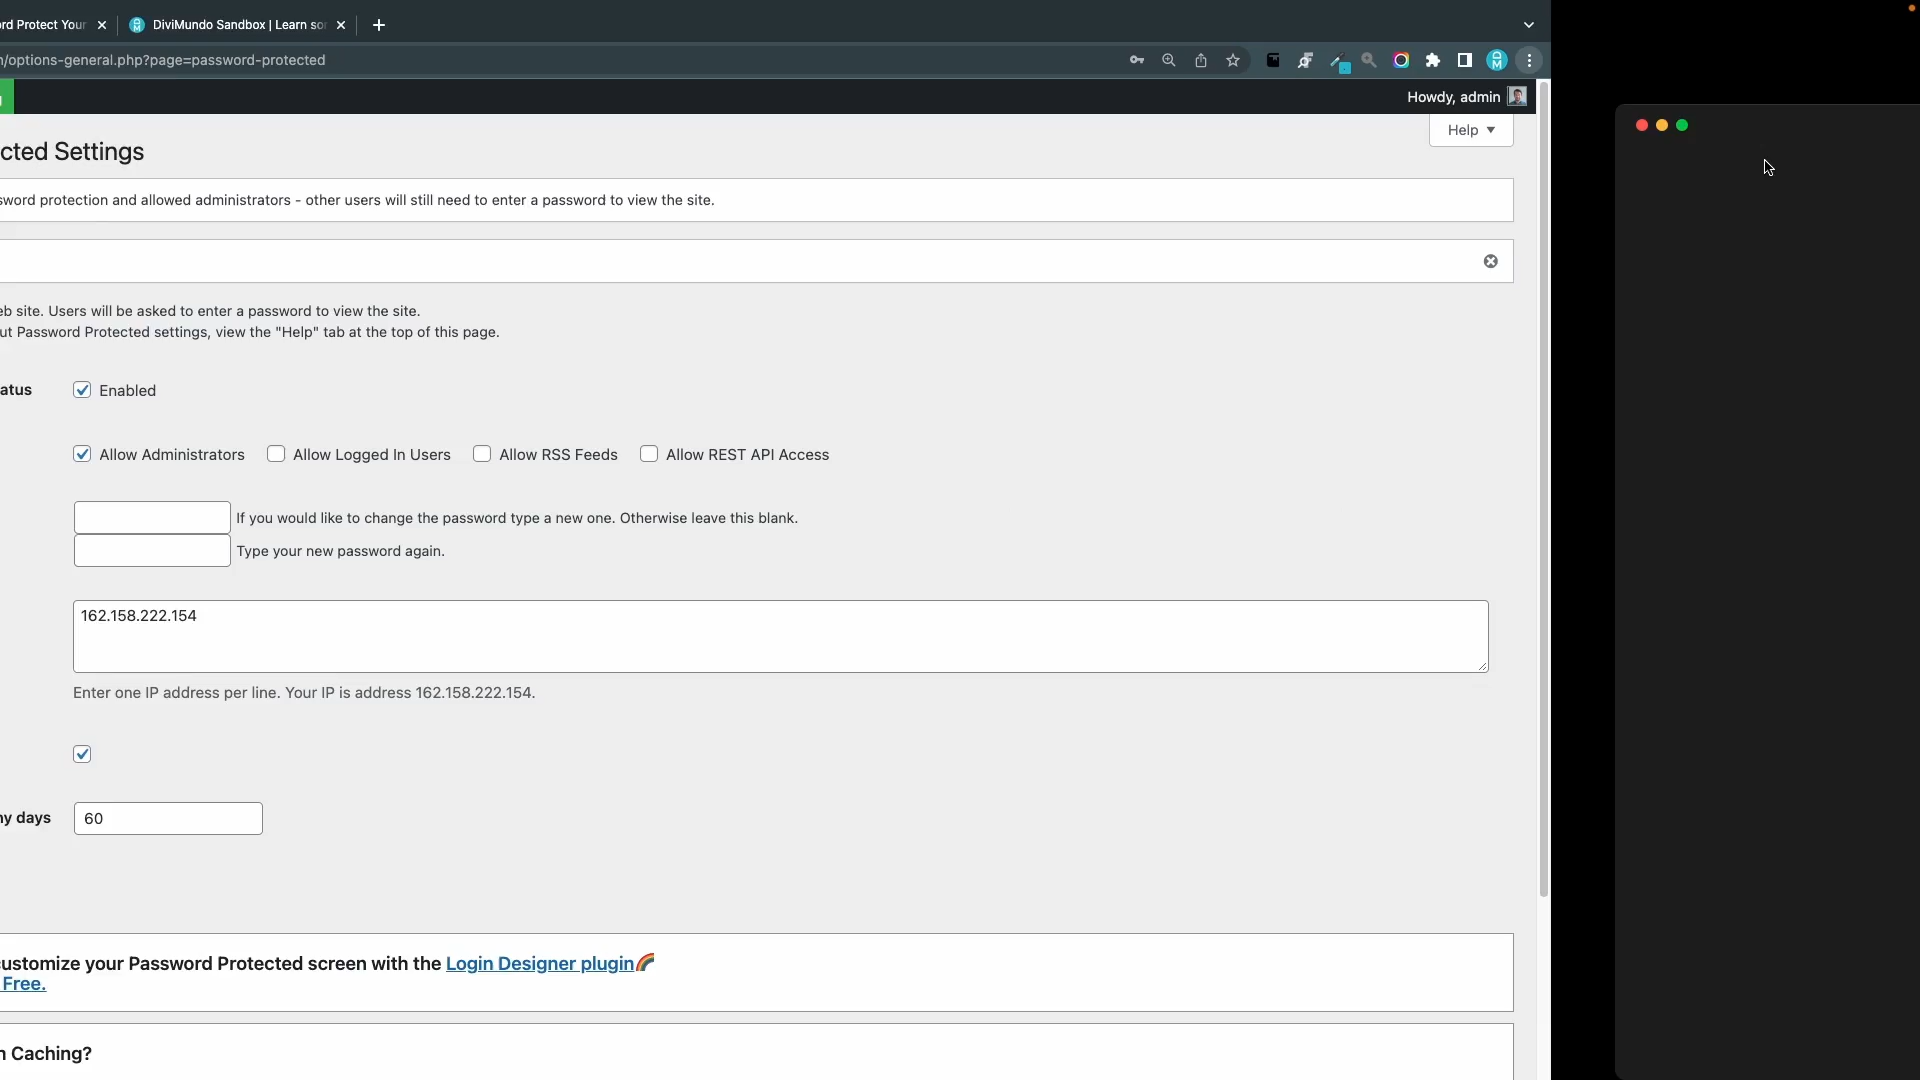 rd Protect Your
DiviMundo Sandbox | Learn so
/options-general.php?page=password-protected
Howdy, admin
Help
cted Settings
sword protection and allowed administrators - other users will still need to enter a password to view the site.
eb site. Users will be asked to enter a password to view the site.
ut Password Protected settings, view the "Help" tab at the top of this page.
atus
Enabled
Allow Administrators
Allow Logged In Users
Allow RSS Feeds
Allow REST API Access
If you would like to change the password type a new one. Otherwise leave this blank.
Type your new password again.
162.158.222.154
Enter one IP address per line. Your IP is address 162.158.222.154.
ny days
60
customize your Password Protected screen with the Login Designer plugin
Free.
n Caching?